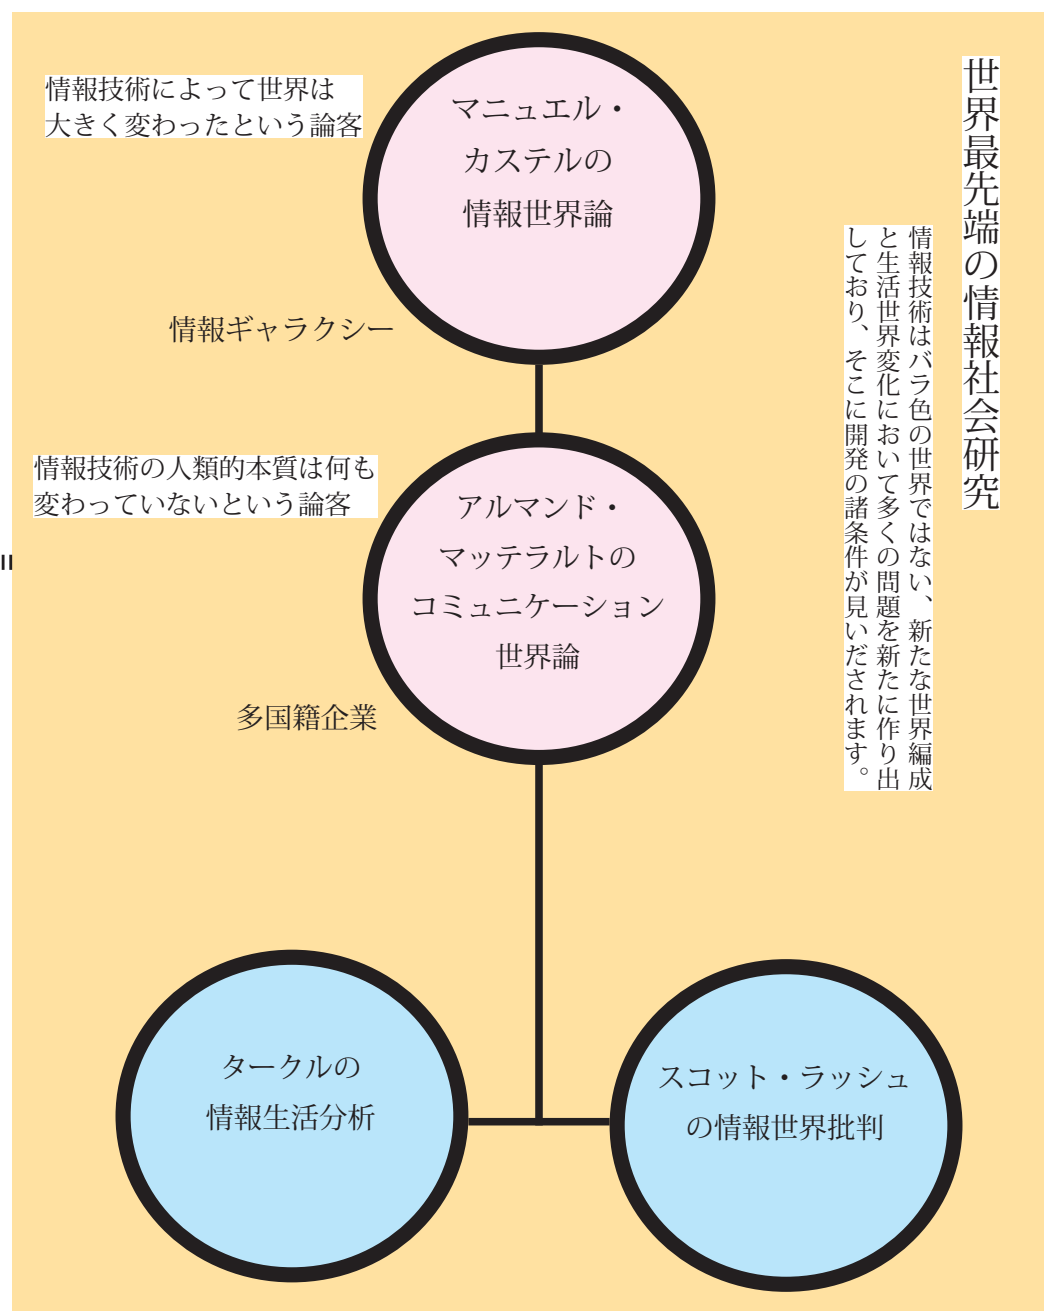 世界最先端の情報社会研究
情報技術はバラ色の世界ではない、新たな世界編成
と生活世界変化において多くの問題を新たに作り出
しており、そこに開発の諸条件が見いだされます。
情報技術によって世界は
大きく変わったという論客
マニュエル・
カステルの
情報世界論
情報ギャラクシー
情報技術の人類的本質は何も
変わっていないという論客
アルマンド・
マッテラルトの
コミュニケーション
世界論
多国籍企業
タークルの
情報生活分析
スコット・ラッシュ
の情報世界批判